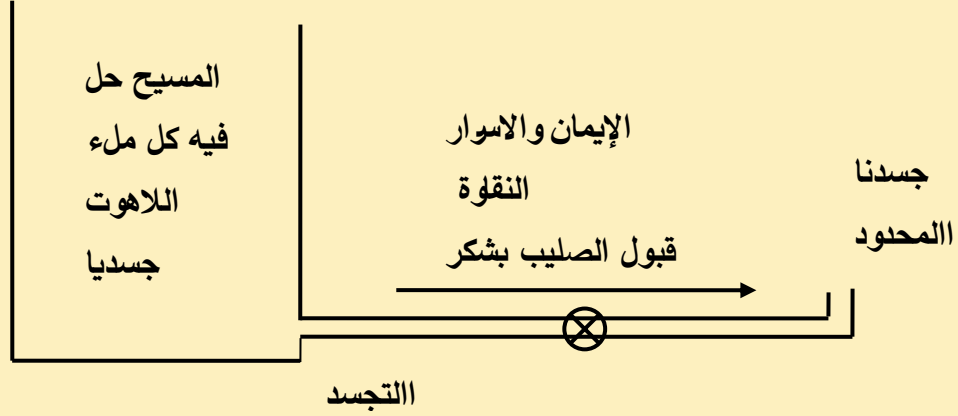 المسيح حل
فيه كل ملء
اللاهوت
جسديا
الإيمان والاسرار
النقاوة
قبول الصليب بشكر
جسدنا
االمحدود
االتجسد